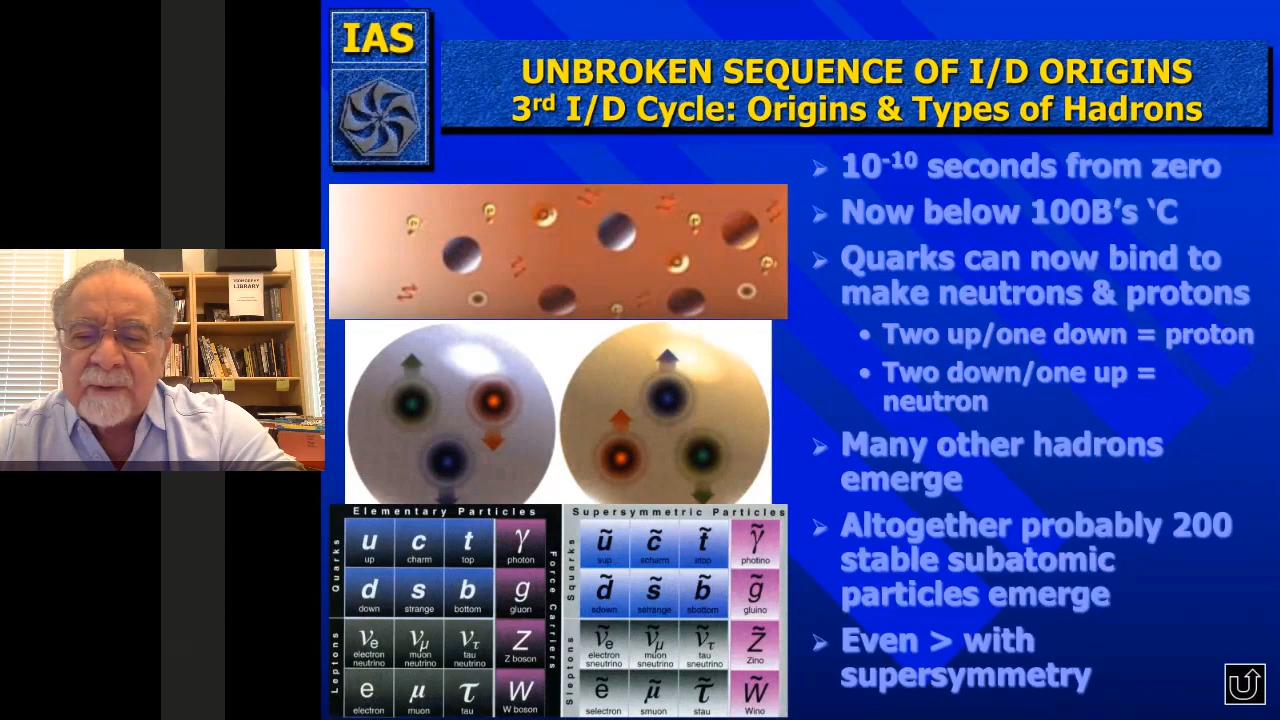 IAS
UNBROKEN SEQUENCE OF I/D ORIGINS
3rd I/D Cycle: Origins & Types of Hadrons
10-10 seconds from zero
Now below 100B's ‘C
Quarks can now bind to
make neutrons & protons
Two up/one down = proton
Two down/one up =
neutron
Many other hadrons
emerge
Altogether probably 200
stable subatomic
particles emerge
Even > with
supersymmetry
LIBRARY
Elementary Particles
Quarks
Leptons
Force Carriers
u c t γ
up charm top photon
d s b g
down strange bottom gluon
νe νμ ντ Z
electron neutrino muon neutrino tau neutrino Z boson
e μ τ W
electron muon tau W boson
Supersymmetric Particles
Squarks
Sleptons
ũ c̃ t̃ γ̃
sup scharm stop photino
d̃ s̃ b̃ g̃
sdown sstrange sbottom gluino
ν̃e ν̃μ ν̃τ Z̃
electron sneutrino muon sneutrino tau sneutrino Zino
ẽ μ̃ τ̃ W̃
selectron smuon stau Wino